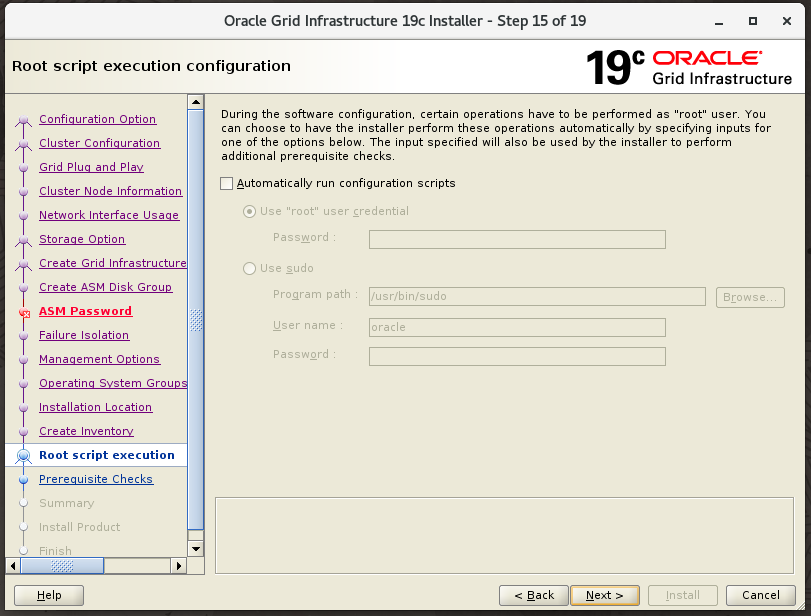 Oracle Grid Infrastructure 19c Installer - Step 15 of 19
Root script execution configuration
19c ORACLE
Grid Infrastructure
Configuration Option
Cluster Configuration
Grid Plug and Play
Cluster Node Information
Network Interface Usage
Storage Option
Create Grid Infrastructure
Create ASM Disk Group
ASM Password
Failure Isolation
Management Options
Operating System Groups
Installation Location
Create Inventory
Root script execution
Prerequisite Checks
Summary
Install Product
Finish
During the software configuration, certain operations have to be performed as "root" user. You
can choose to have the installer perform these operations automatically by specifying inputs for
one of the options below. The input specified will also be used by the installer to perform
additional prerequisite checks.
Automatically run configuration scripts
Use "root" user credential
Password :
Use sudo
Program path : /usr/bin/sudo Browse...
User name : oracle
Password :
Help < Back Next > Install Cancel